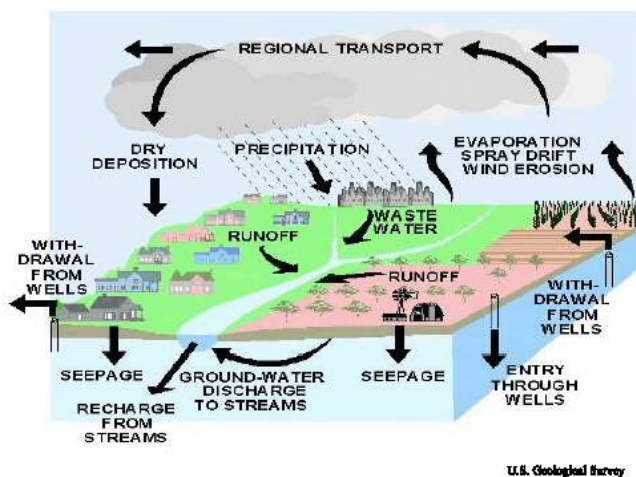 REGIONAL TRANSPORT
DRY
DEPOSITION
PRECIPITATION
EVAPORATION
SPRAY DRIFT
WIND EROSION
WASTE
WATER
RUNOFF
RUNOFF
WITH-
DRAWAL
FROM
WELLS
WITH-
DRAWAL
FROM
WELLS
SEEPAGE
GROUND-WATER
DISCHARGE
TO STREAMS
SEEPAGE
ENTRY
THROUGH
WELLS
RECHARGE
FROM
STREAMS
U.S. Geological Survey